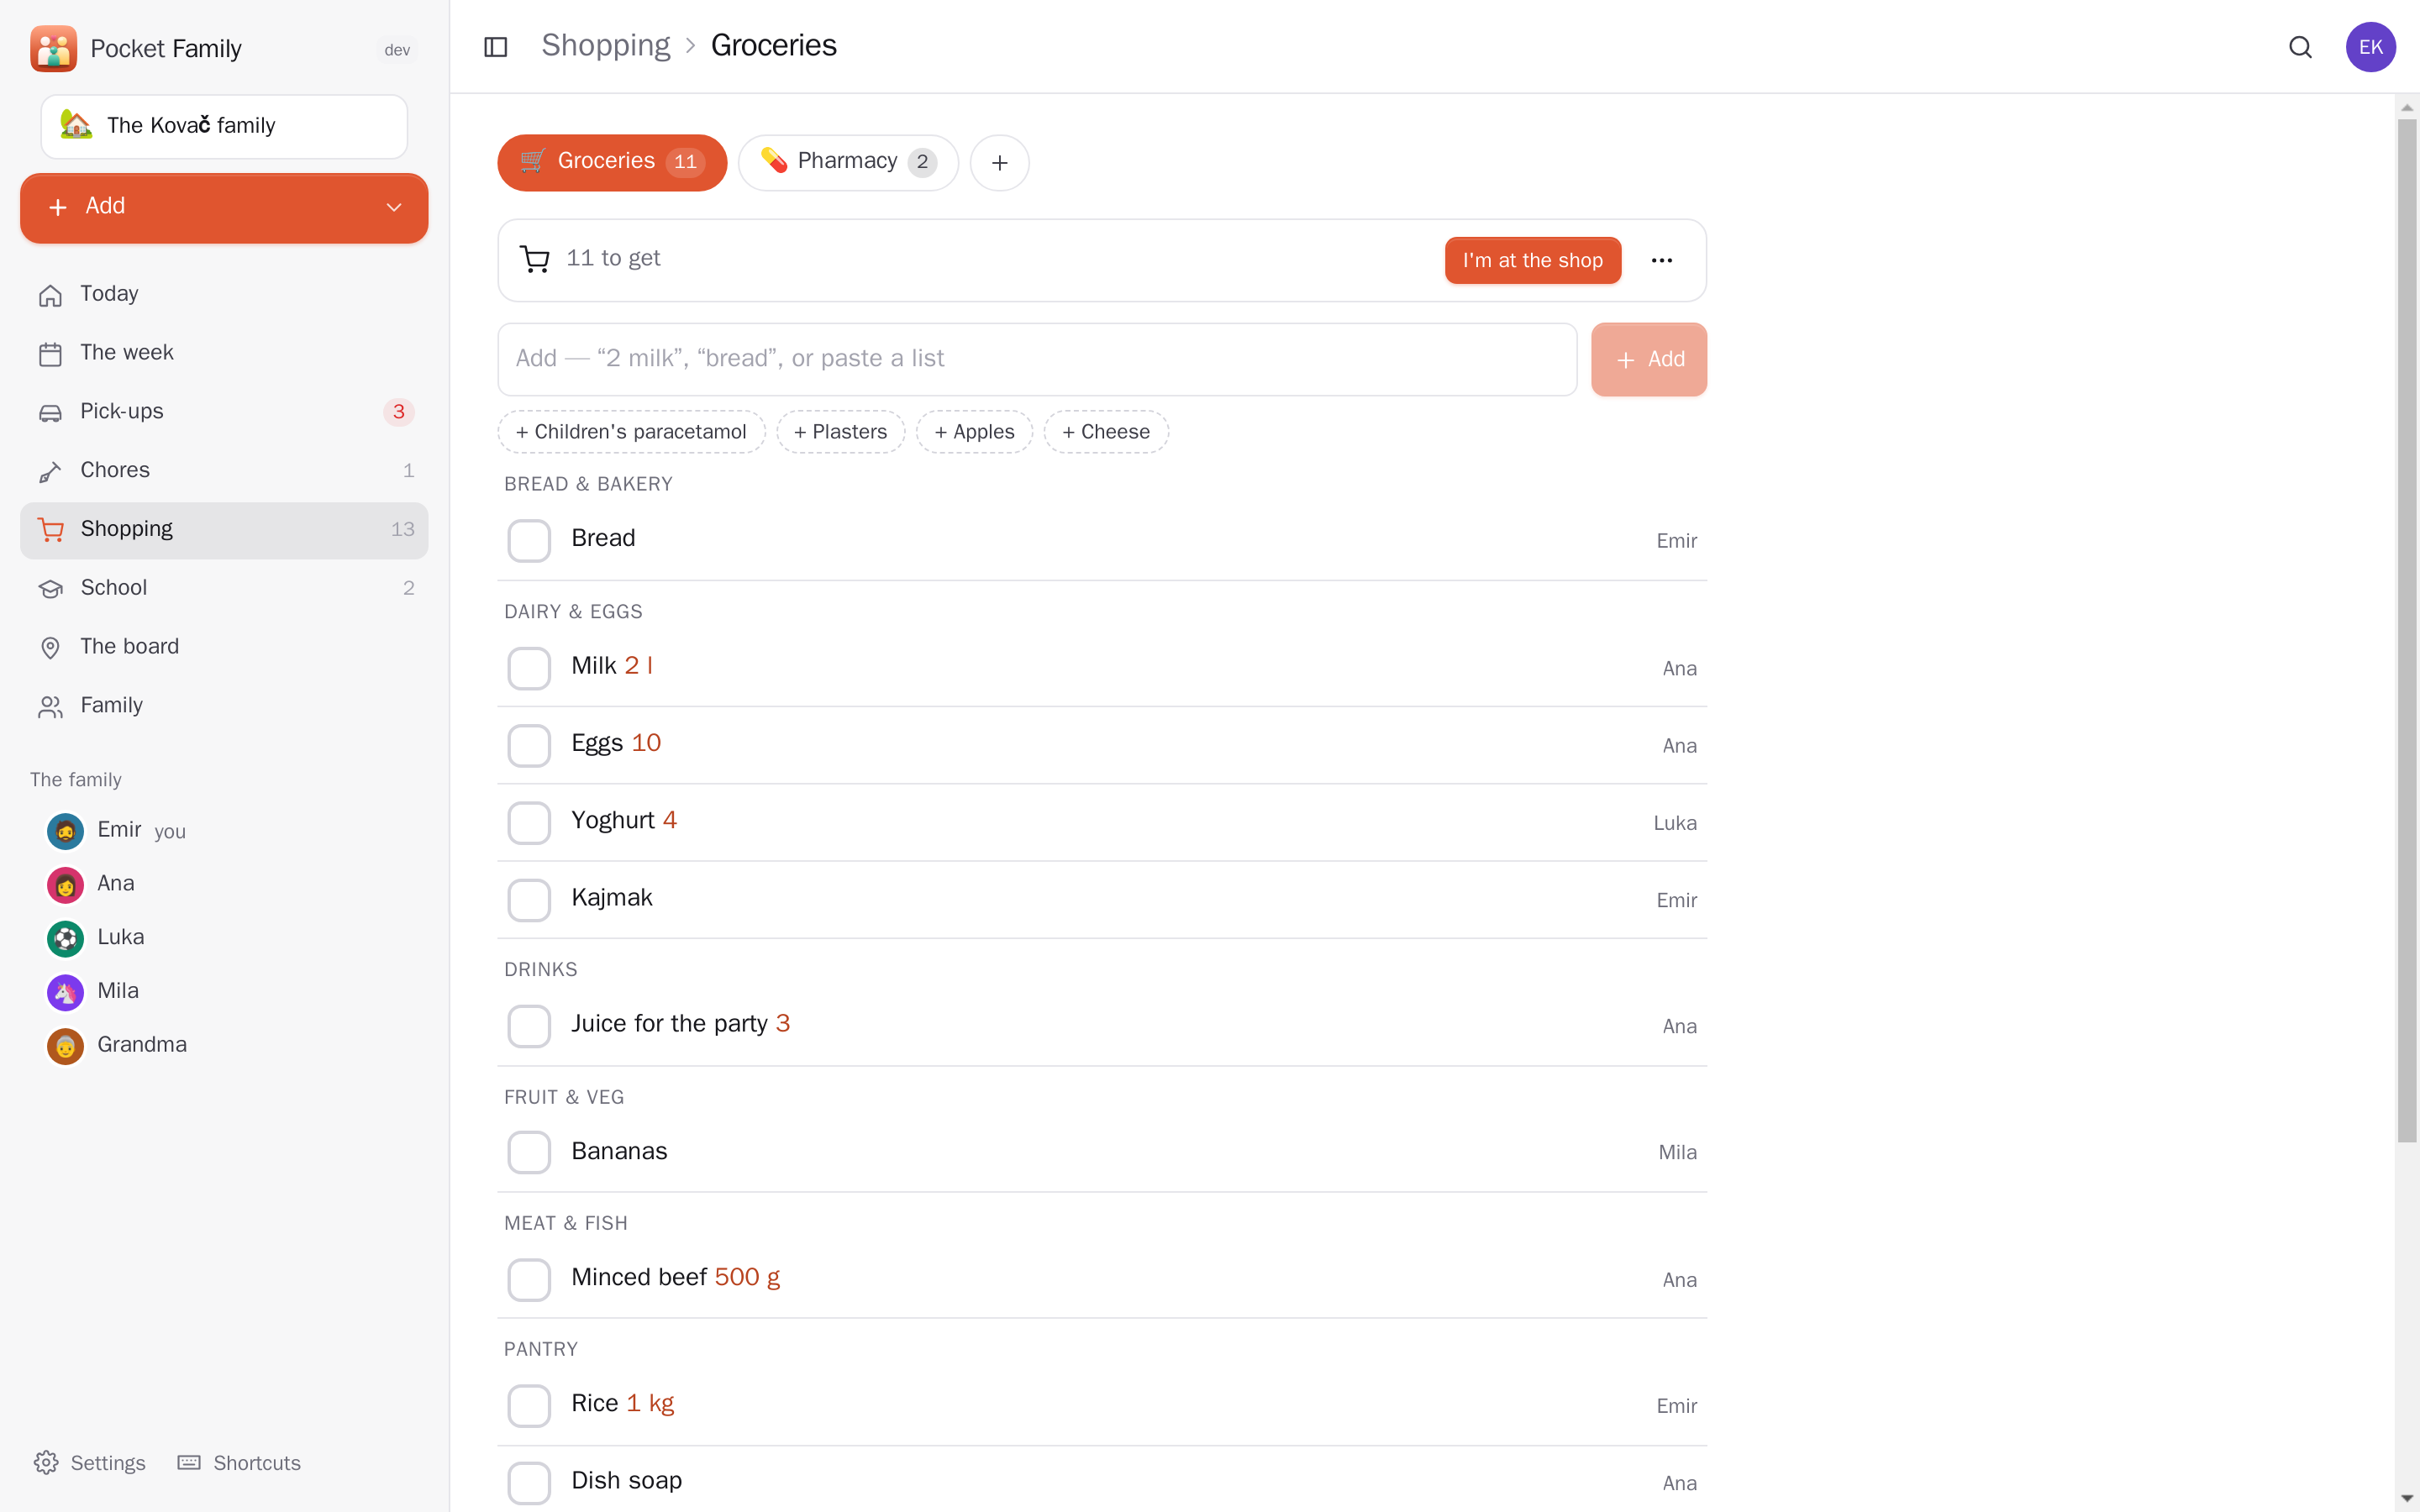 Pocket Family
dev
The Kovač family
Add
Today
The week
Pick-ups 3
Chores 1
Shopping 13
School 2
The board
Family
The family
Emir you
Ana
Luka
Mila
Grandma
Settings
Shortcuts
Shopping > Groceries
EK
Groceries 11
Pharmacy 2
+
11 to get
I'm at the shop
Add — “2 milk”, “bread”, or paste a list
+ Add
+ Children's paracetamol
+ Plasters
+ Apples
+ Cheese
BREAD & BAKERY
Bread Emir
DAIRY & EGGS
Milk 2 l Ana
Eggs 10 Ana
Yoghurt 4 Luka
Kajmak Emir
DRINKS
Juice for the party 3 Ana
FRUIT & VEG
Bananas Mila
MEAT & FISH
Minced beef 500 g Ana
PANTRY
Rice 1 kg Emir
Dish soap Ana